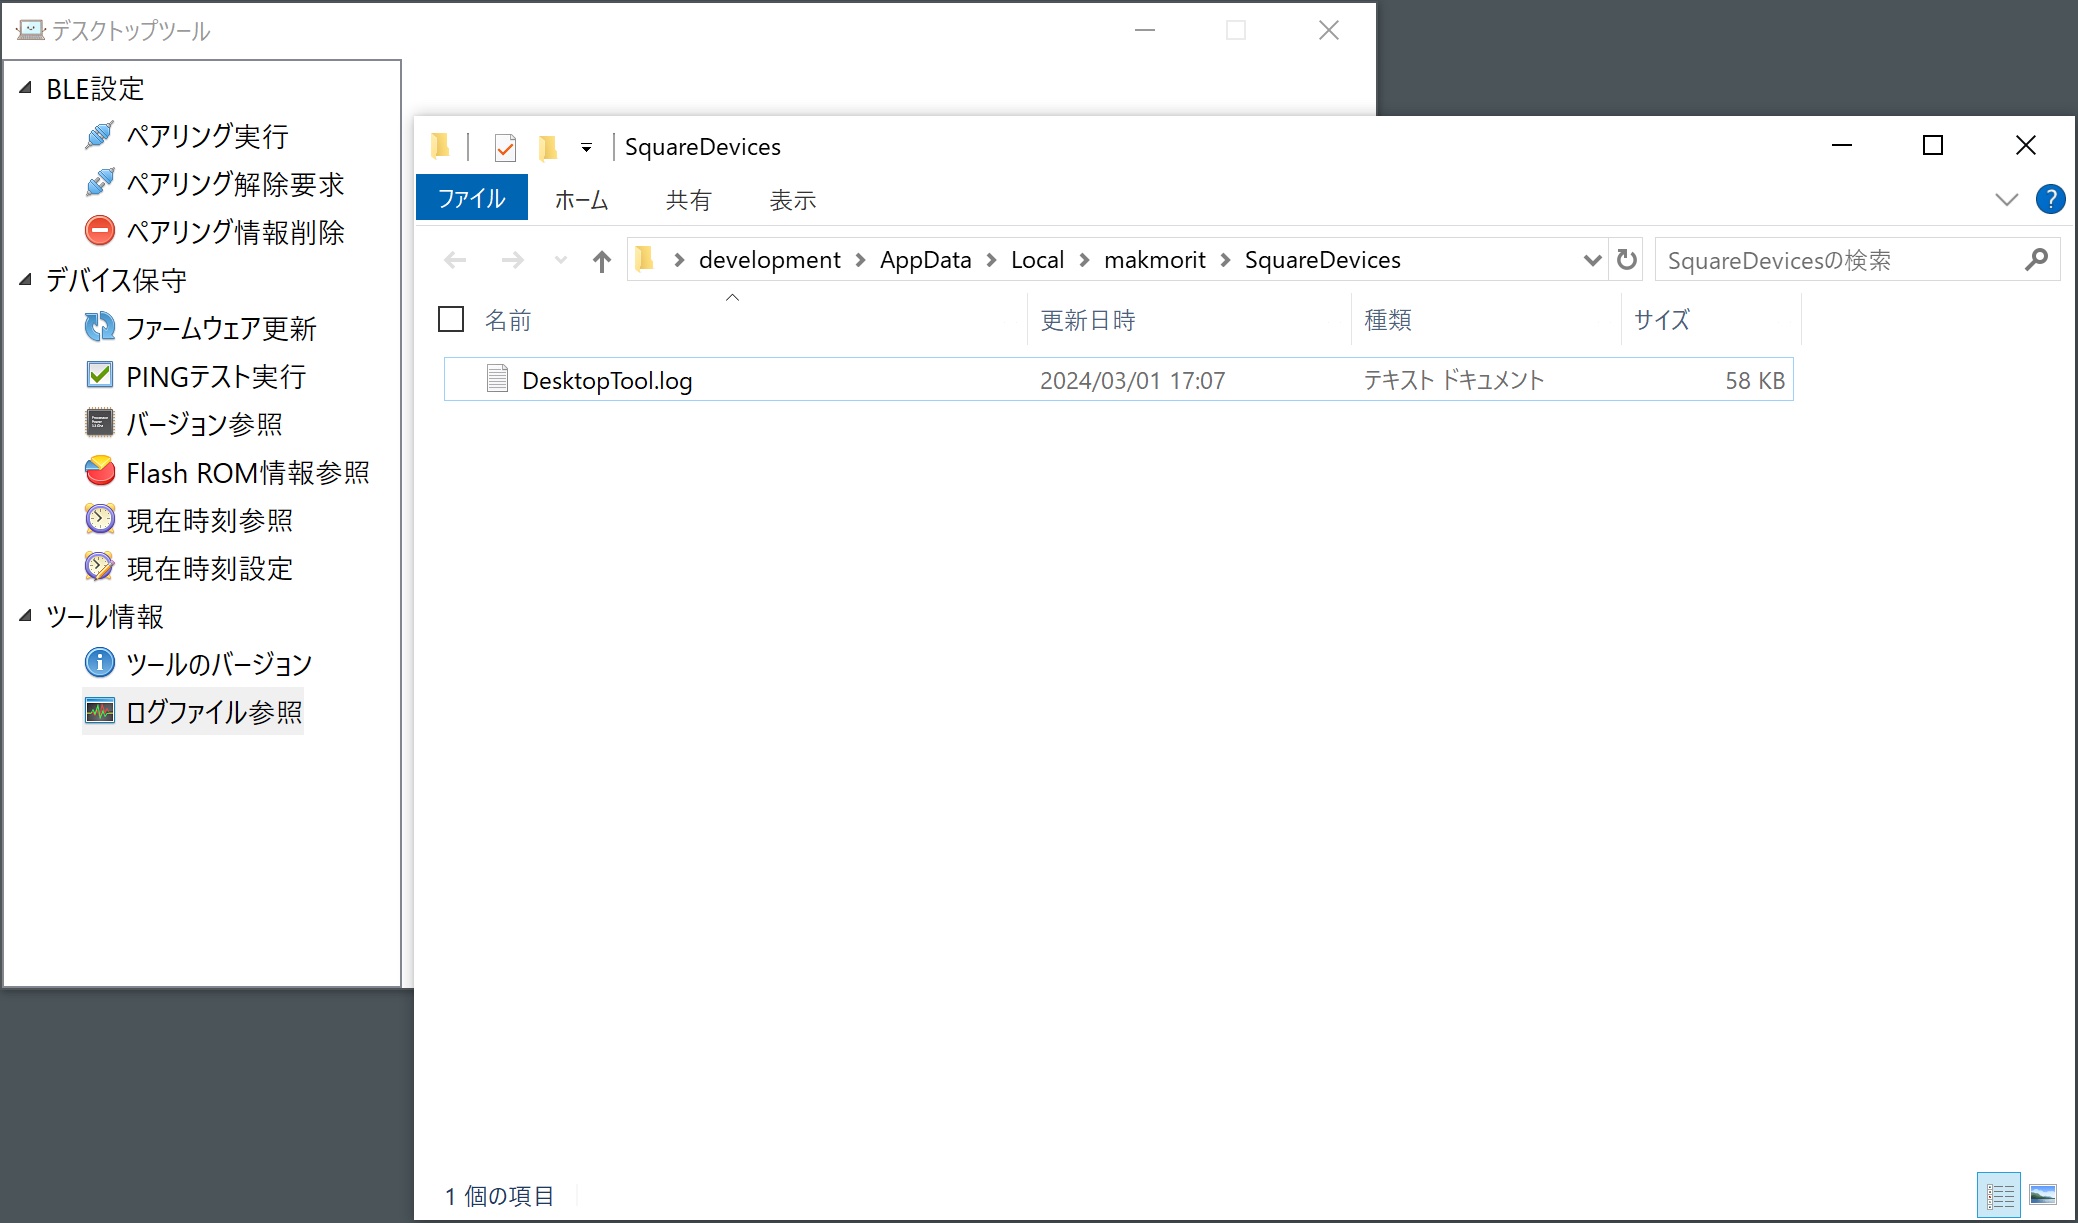 デスクトップツール
BLE設定
ペアリング実行
ペアリング解除要求
ペアリング情報削除
デバイス保守
ファームウェア更新
PINGテスト実行
バージョン参照
Flash ROM情報参照
現在時刻参照
現在時刻設定
ツール情報
ツールのバージョン
ログファイル参照
SquareDevices
ファイル ホーム 共有 表示
development AppData Local makmorit SquareDevices SquareDevicesの検索
名前 更新日時 種類 サイズ
DesktopTool.log 2024/03/01 17:07 テキスト ドキュメント 58 KB
1 個の項目